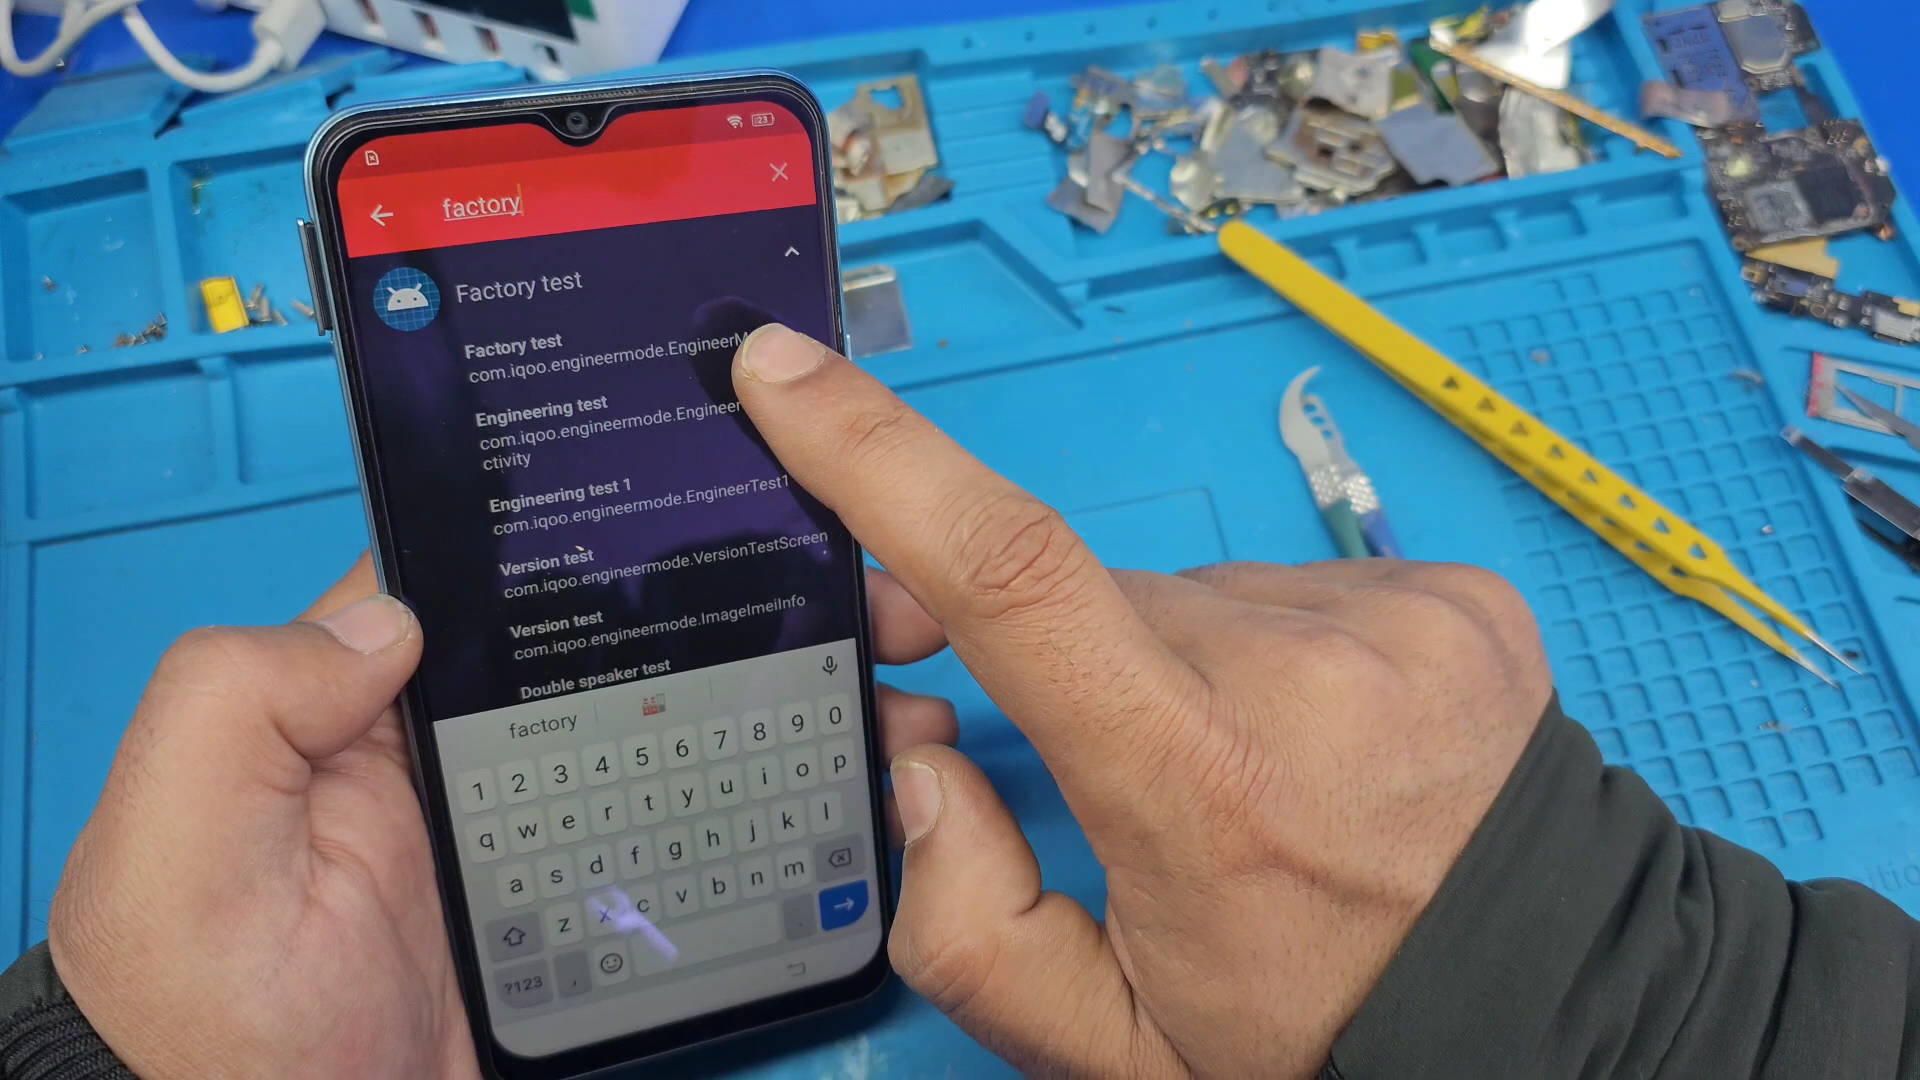 23
factory
Factory test
Factory test
com.iqoo.engineermode.EngineerM
Engineering test
com.iqoo.engineermode.Engineer
ctivity
Engineering test 1
com.iqoo.engineermode.EngineerTest1
Version test
com.iqoo.engineermode.VersionTestScreen
Version test
com.iqoo.engineermode.ImageImeiInfo
Double speaker test
factory
1 2 3 4 5 6 7 8 9 0
q w e r t y u i o p
a s d f g h j k l
z x c v b n m
?123 , .